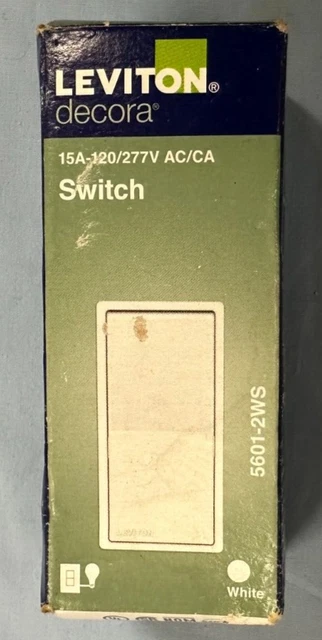 LEVITON®
decora®
15A-120/277V AC/CA
Switch
5601-2WS
White